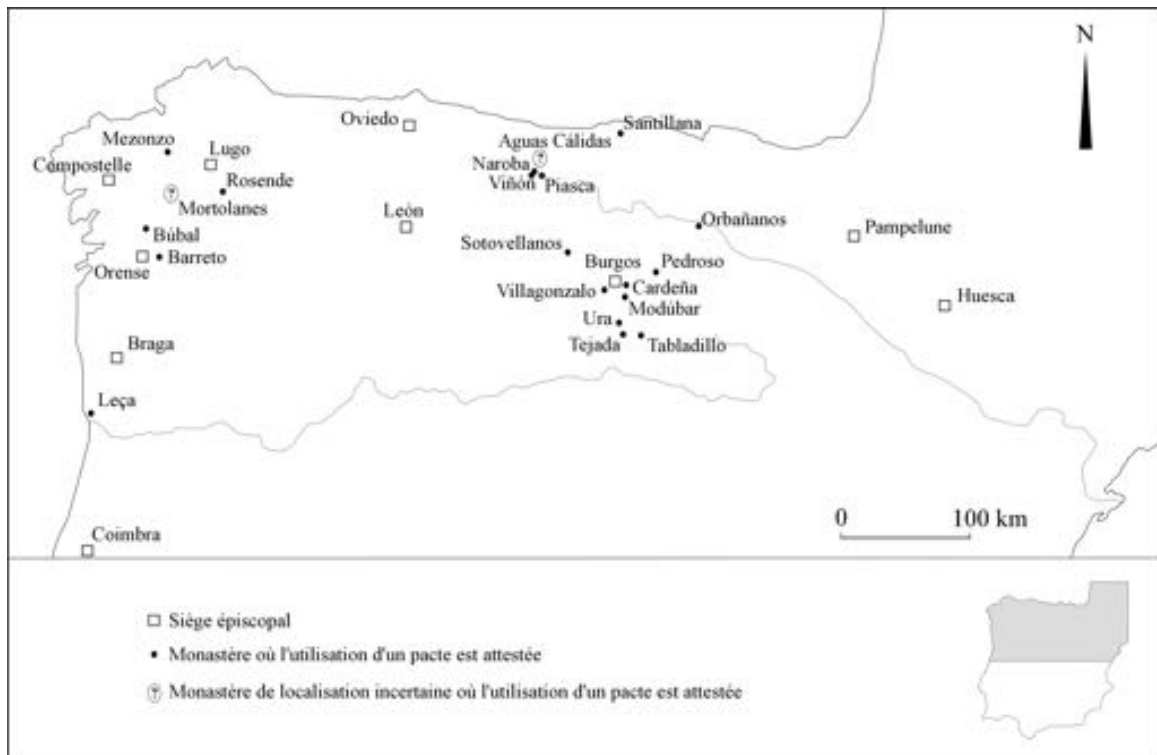 N
Santillana
Oviedo
Aguas Cálidas
Mezonzo
Lugo
Naroba
Compostelle
Viñón
Piasca
Rosende
Mortolanes
León
Orbañanos
Búbal
Pampelune
Sotovellanos
Barreto
Burgos
Pedroso
Orense
Cardeña
Villagonzalo
Huesca
Modúbar
Ura
Tejada
Tabladillo
Braga
Leça
0 100 km
Coimbra
Siège épiscopal
Monastère où l'utilisation d'un pacte est attestée
Monastère de localisation incertaine où l'utilisation d'un pacte est attestée